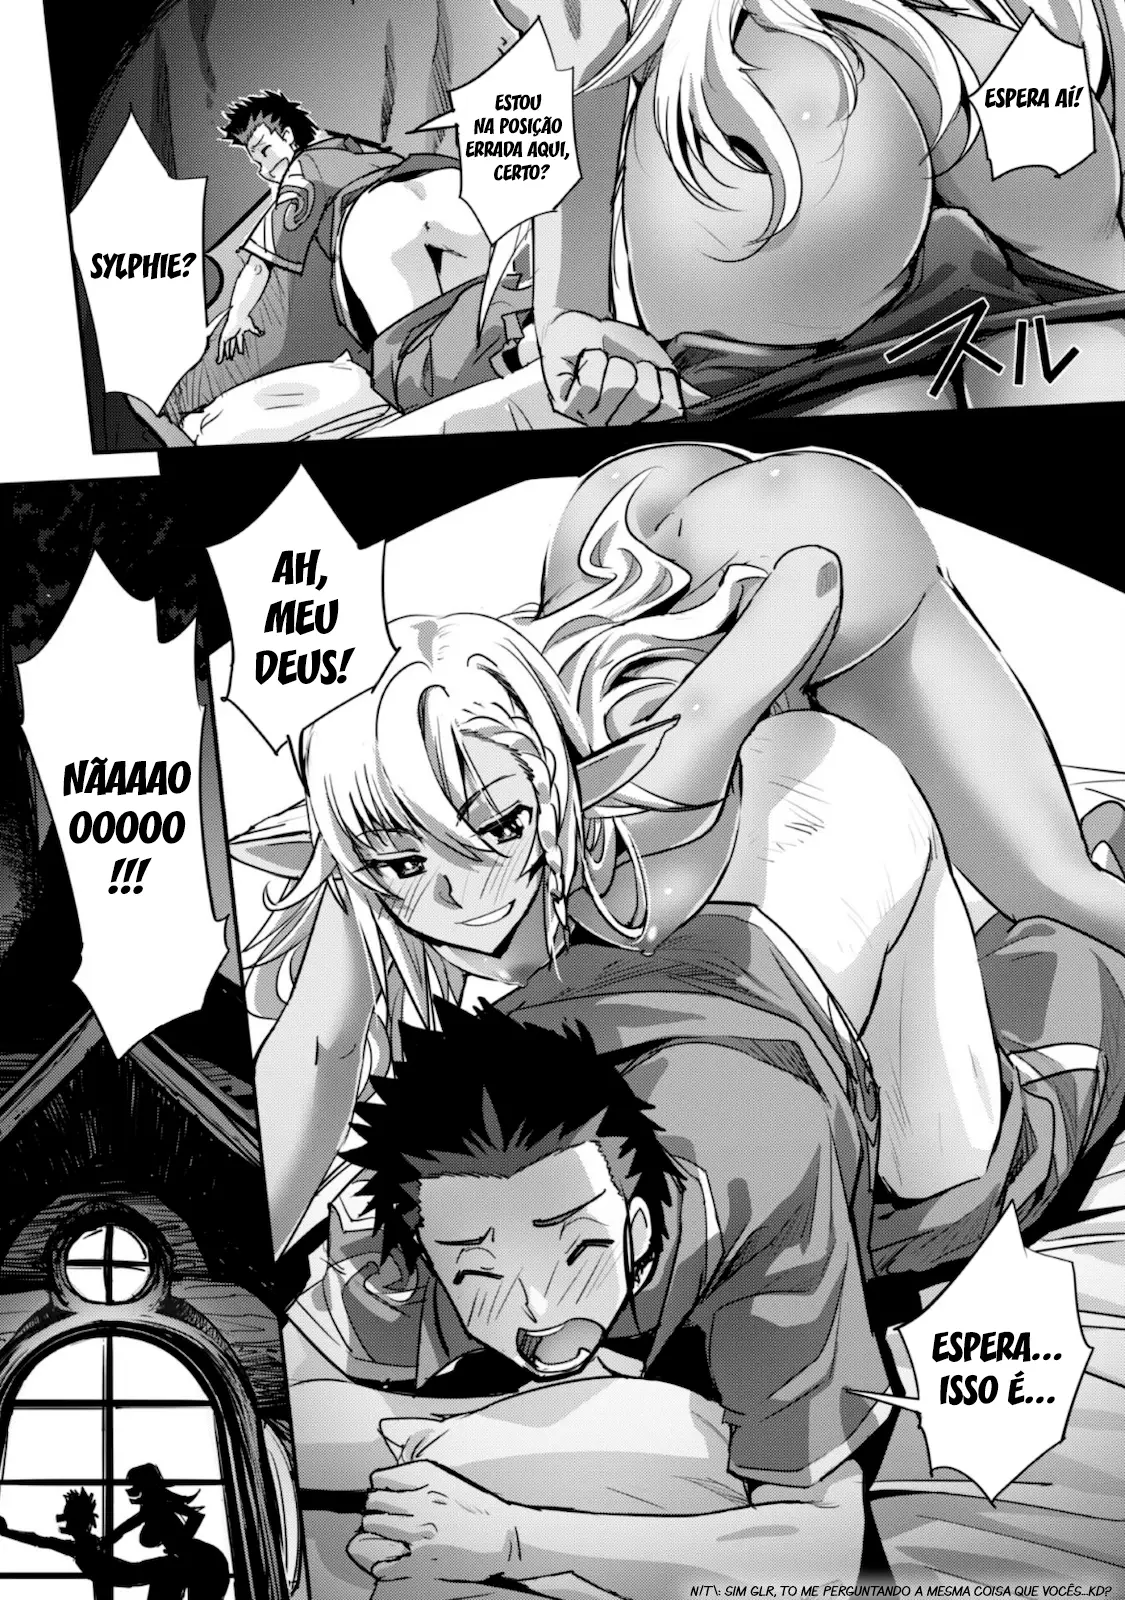 ESPERA AÍ!
スル
ESTOU
NA POSIÇÃO
ERRADA AQUI,
CERTO?
SYLPHIE?
AH,
MEU
DEUS!
NÃAAAO
OOOOO
!!!
ESPERA...
ISSO É...
N/T\: SIM GLR, TO ME PERGUNTANDO A MESMA COISA QUE VOCÊS...KD?